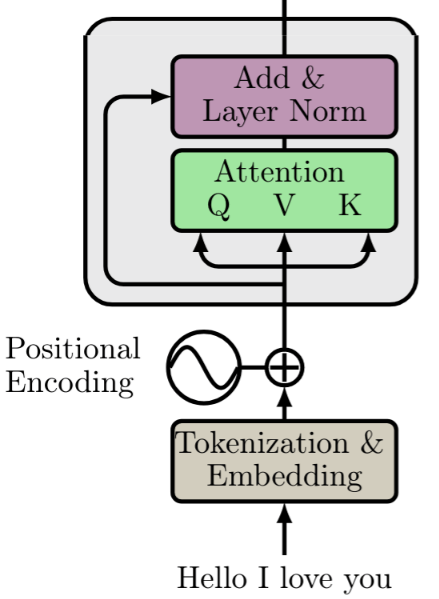 Add &
Layer Norm
Attention
Q V K
Positional
Encoding
Tokenization &
Embedding
Hello I love you